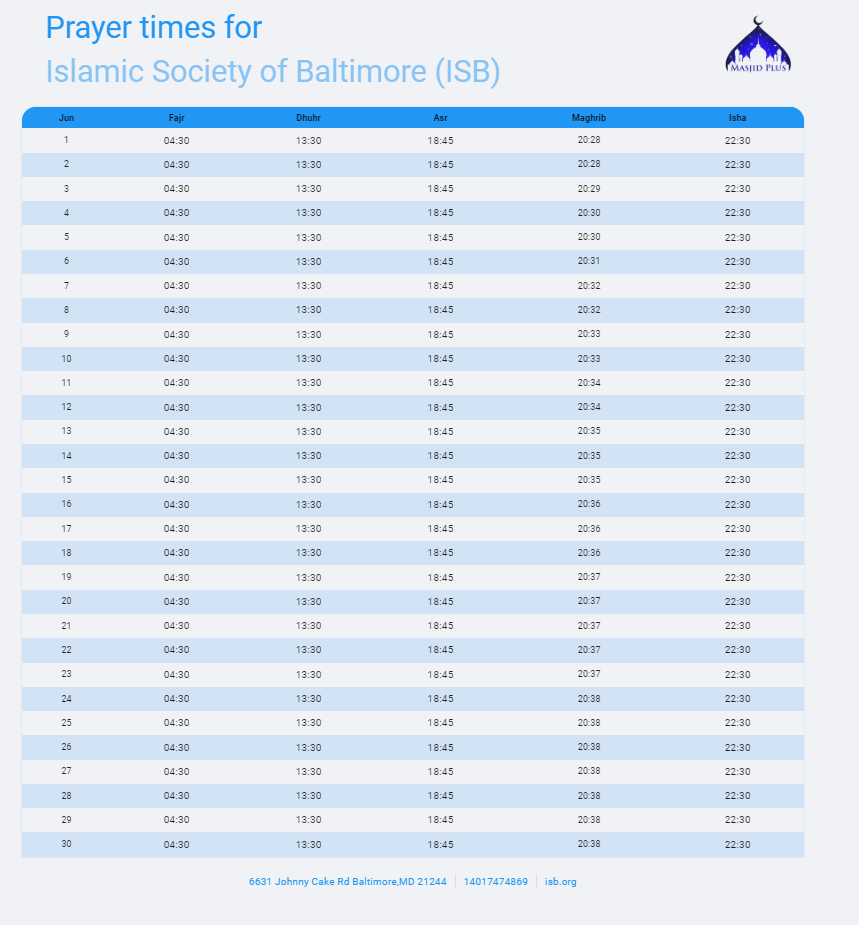 Prayer times for
Islamic Society of Baltimore (ISB)
MASJID PLUS
Jun Fajr Dhuhr Asr Maghrib Isha
1 04:30 13:30 18:45 20:28 22:30
2 04:30 13:30 18:45 20:28 22:30
3 04:30 13:30 18:45 20:29 22:30
4 04:30 13:30 18:45 20:30 22:30
5 04:30 13:30 18:45 20:30 22:30
6 04:30 13:30 18:45 20:31 22:30
7 04:30 13:30 18:45 20:32 22:30
8 04:30 13:30 18:45 20:32 22:30
9 04:30 13:30 18:45 20:33 22:30
10 04:30 13:30 18:45 20:33 22:30
11 04:30 13:30 18:45 20:34 22:30
12 04:30 13:30 18:45 20:34 22:30
13 04:30 13:30 18:45 20:35 22:30
14 04:30 13:30 18:45 20:35 22:30
15 04:30 13:30 18:45 20:35 22:30
16 04:30 13:30 18:45 20:36 22:30
17 04:30 13:30 18:45 20:36 22:30
18 04:30 13:30 18:45 20:36 22:30
19 04:30 13:30 18:45 20:37 22:30
20 04:30 13:30 18:45 20:37 22:30
21 04:30 13:30 18:45 20:37 22:30
22 04:30 13:30 18:45 20:37 22:30
23 04:30 13:30 18:45 20:37 22:30
24 04:30 13:30 18:45 20:38 22:30
25 04:30 13:30 18:45 20:38 22:30
26 04:30 13:30 18:45 20:38 22:30
27 04:30 13:30 18:45 20:38 22:30
28 04:30 13:30 18:45 20:38 22:30
29 04:30 13:30 18:45 20:38 22:30
30 04:30 13:30 18:45 20:38 22:30
6631 Johnny Cake Rd Baltimore,MD 21244 14017474869 isb.org